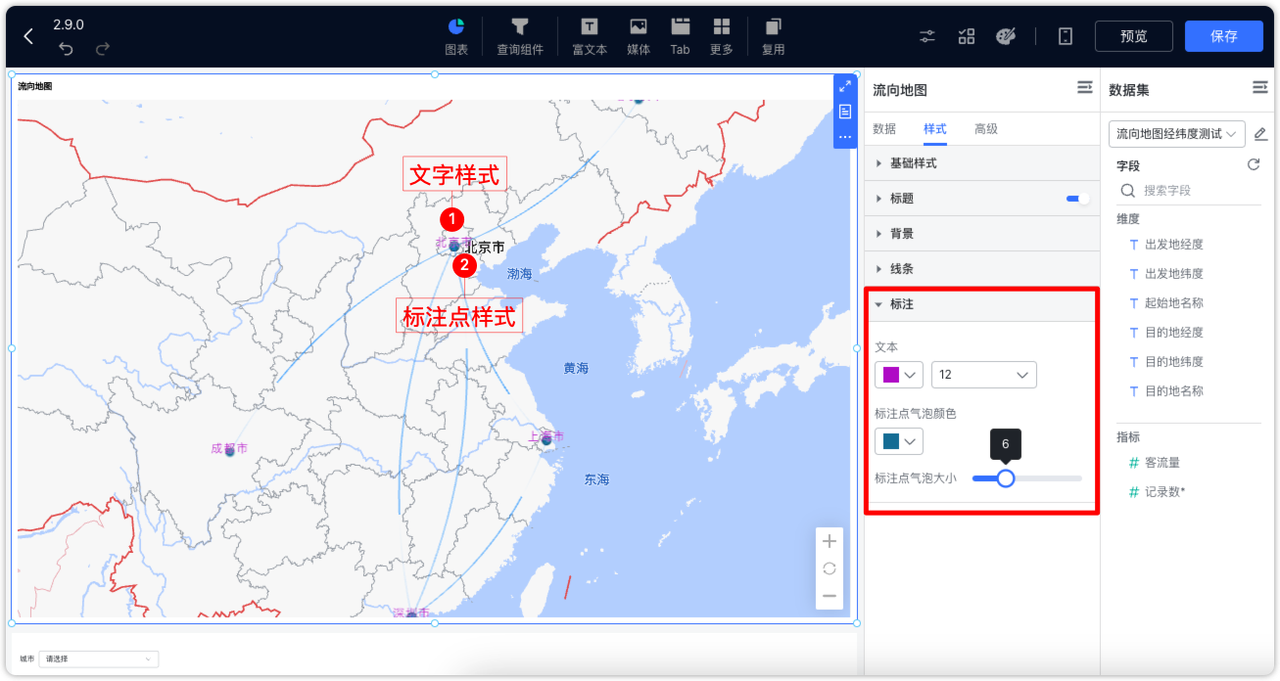 2.9.0
图表
查询组件
富文本
媒体
Tab
更多
复用
预览
保存
流向地图
文字样式
1
北京市
北京市
2
渤海
标注点样式
黄海
上海市
成都市
东海
深圳市
城市
请选择
流向地图
数据
样式
高级
基础样式
标题
背景
线条
标注
文本
12
标注点气泡颜色
6
标注点气泡大小
数据集
流向地图经纬度测试
字段
搜索字段
维度
T 出发地经度
T 出发地纬度
T 起始地名称
T 目的地经度
T 目的地纬度
T 目的地名称
指标
# 客流量
# 记录数*